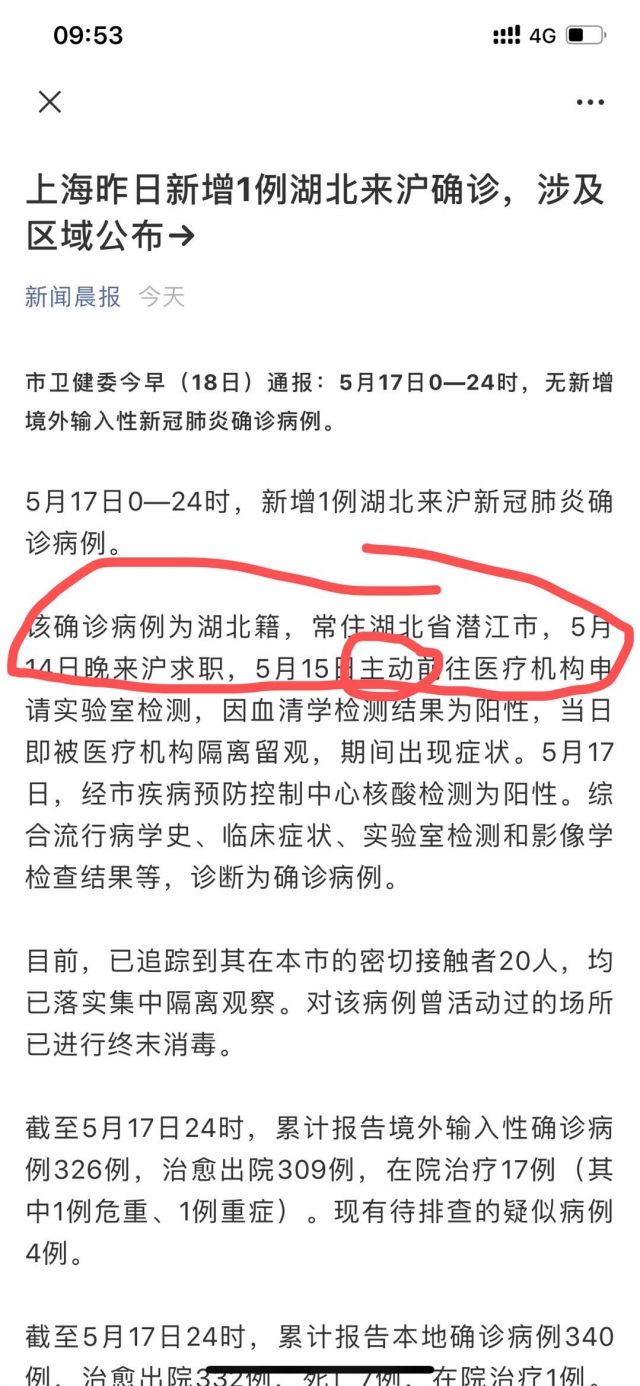 09:53
4G
上海昨日新增1例湖北来沪确诊，涉及
区域公布→
新闻晨报 今天
市卫健委今早（18日）通报：5月17日0—24时，无新增
境外输入性新冠肺炎确诊病例。
5月17日0—24时，新增1例湖北来沪新冠肺炎确
诊病例。
该确诊病例为湖北籍，常住湖北省潜江市，5月
14日晚来沪求职，5月15日主动前往医疗机构申
请实验室检测，因血清学检测结果为阳性，当日
即被医疗机构隔离留观，期间出现症状。5月17
日，经市疾病预防控制中心核酸检测为阳性。综
合流行病学史、临床症状、实验室检测和影像学
检查结果等，诊断为确诊病例。
目前，已追踪到其在本市的密切接触者20人，均
已落实集中隔离观察。对该病例曾活动过的场所
已进行终末消毒。
截至5月17日24时，累计报告境外输入性确诊病
例326例，治愈出院309例，在院治疗17例（其
中1例危重、1例重症）。现有待排查的疑似病例
4例。
截至5月17日24时，累计报告本地确诊病例340
例，治愈出院332例，死亡7例，在院治疗1例。